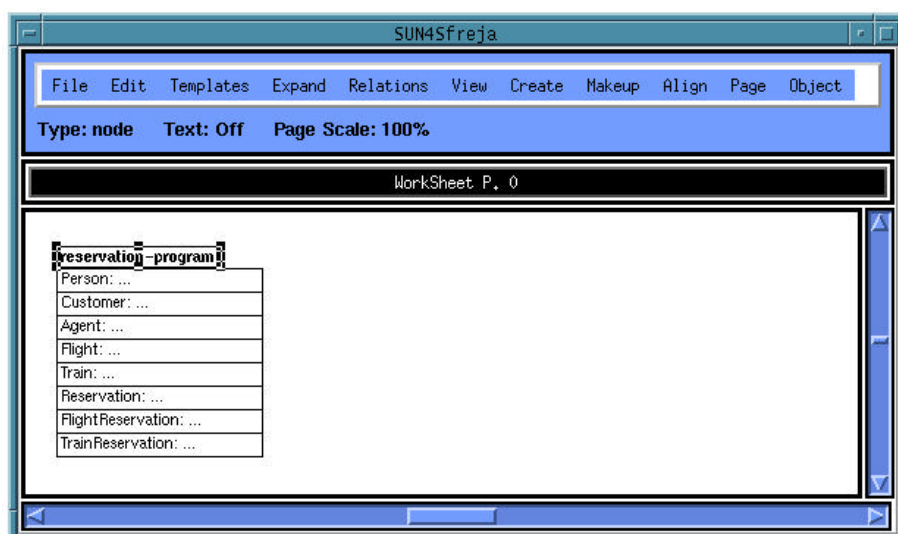 SUN4Sfreja
File Edit Templates Expand Relations View Create Makeup Align Page Object
Type: node Text: Off Page Scale: 100%
WorkSheet P. 0
reservation-program
Person: ...
Customer: ...
Agent: ...
Flight: ...
Train: ...
Reservation: ...
FlightReservation: ...
TrainReservation: ...